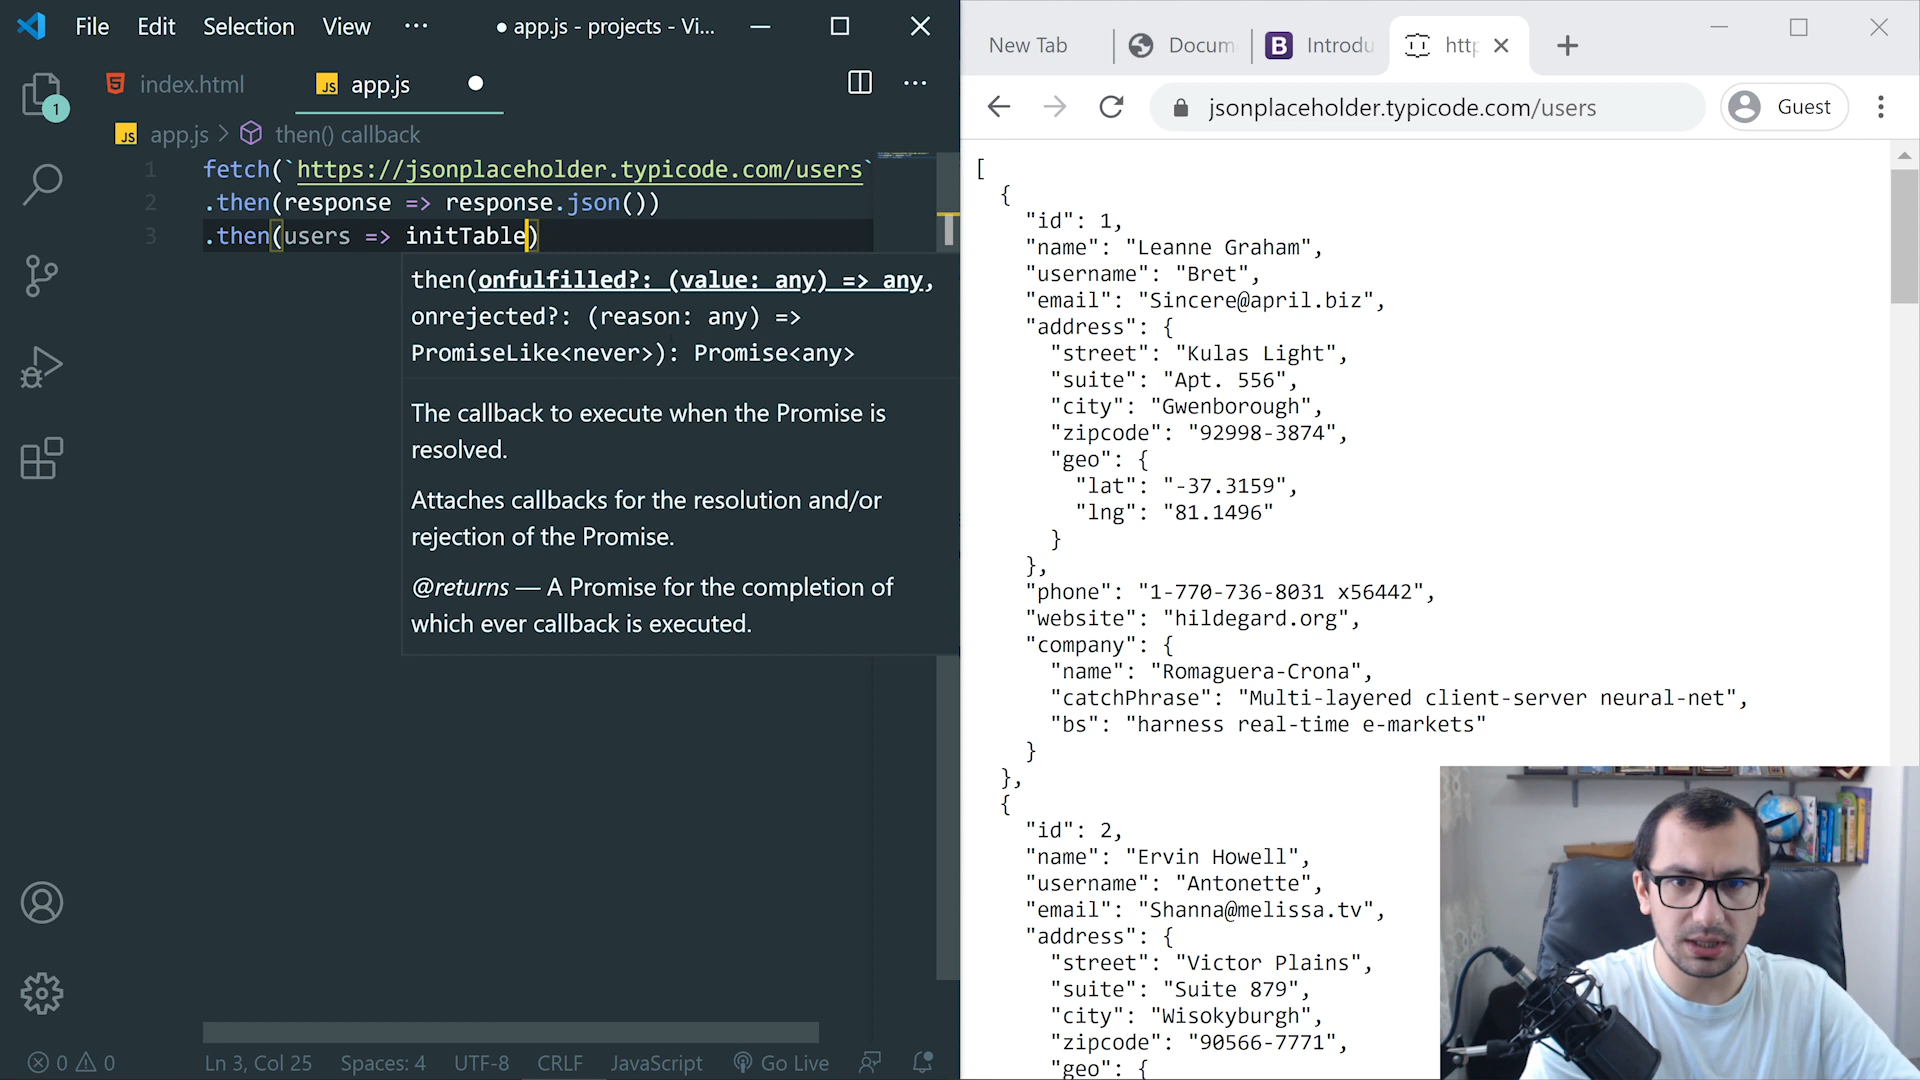 File Edit Selection View ··· ● app.js - projects - Vi...
index.html
JS app.js
JS app.js > then() callback
1 fetch(`https://jsonplaceholder.typicode.com/users`
2 .then(response => response.json())
3 .then(users => initTable)
then(onfulfilled?: (value: any) => any,
onrejected?: (reason: any) =>
PromiseLike<never>): Promise<any>
The callback to execute when the Promise is
resolved.
Attaches callbacks for the resolution and/or
rejection of the Promise.
@returns — A Promise for the completion of
which ever callback is executed.
1
0 0 Ln 3, Col 25 Spaces: 4 UTF-8 CRLF JavaScript Go Live
New Tab Docum B Introdu http
jsonplaceholder.typicode.com/users Guest
[
{
"id": 1,
"name": "Leanne Graham",
"username": "Bret",
"email": "Sincere@april.biz",
"address": {
"street": "Kulas Light",
"suite": "Apt. 556",
"city": "Gwenborough",
"zipcode": "92998-3874",
"geo": {
"lat": "-37.3159",
"lng": "81.1496"
}
},
"phone": "1-770-736-8031 x56442",
"website": "hildegard.org",
"company": {
"name": "Romaguera-Crona",
"catchPhrase": "Multi-layered client-server neural-net",
"bs": "harness real-time e-markets"
}
},
{
"id": 2,
"name": "Ervin Howell",
"username": "Antonette",
"email": "Shanna@melissa.tv",
"address": {
"street": "Victor Plains",
"suite": "Suite 879",
"city": "Wisokyburgh",
"zipcode": "90566-7771",
"geo": {